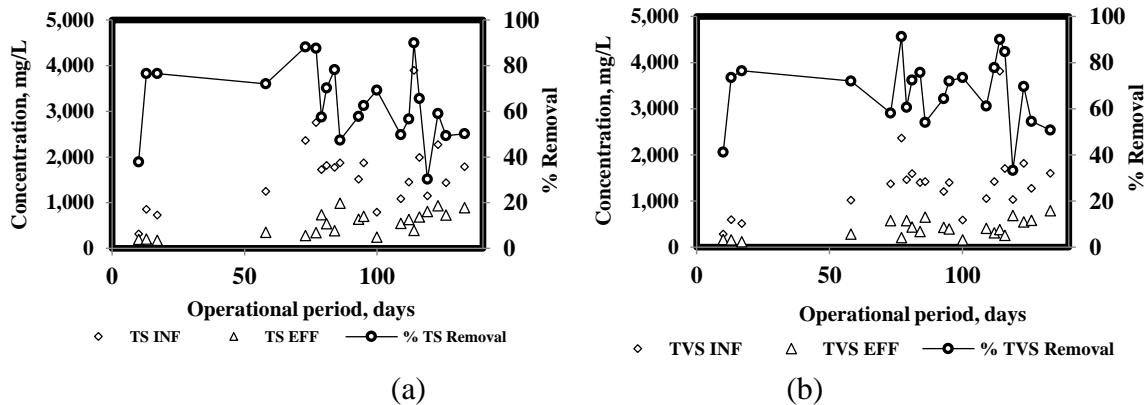 5,000
4,000
3,000
2,000
1,000
0
Concentration, mg/L
100
80
60
40
20
0
% Removal
0
50
100
Operational period, days
TS INF
TS EFF
% TS Removal
(a)
5,000
4,000
3,000
2,000
1,000
0
Concentration, mg/L
100
80
60
40
20
0
% Removal
0
50
100
Operational period, days
TVS INF
TVS EFF
% TVS Removal
(b)